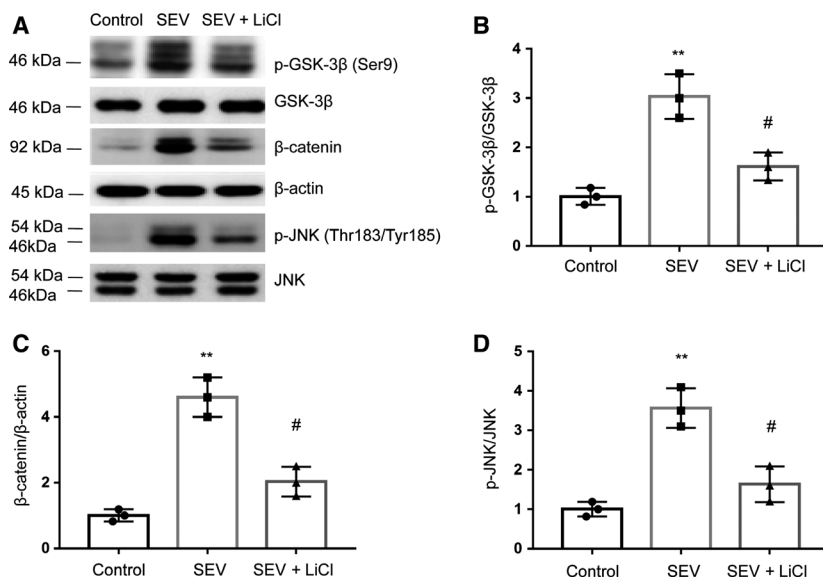 A
Control SEV SEV + LiCl
46 kDa p-GSK-3β (Ser9)
46 kDa GSK-3β
92 kDa β-catenin
45 kDa β-actin
54 kDa
46kDa p-JNK (Thr183/Tyr185)
54 kDa JNK
46kDa
B
p-GSK-3β/GSK-3β
4
3
2
1
0
**
#
Control SEV SEV + LiCl
C
β-catenin/β-actin
6
4
2
0
**
#
Control SEV SEV + LiCl
D
p-JNK/JNK
5
4
3
2
1
0
**
#
Control SEV SEV + LiCl